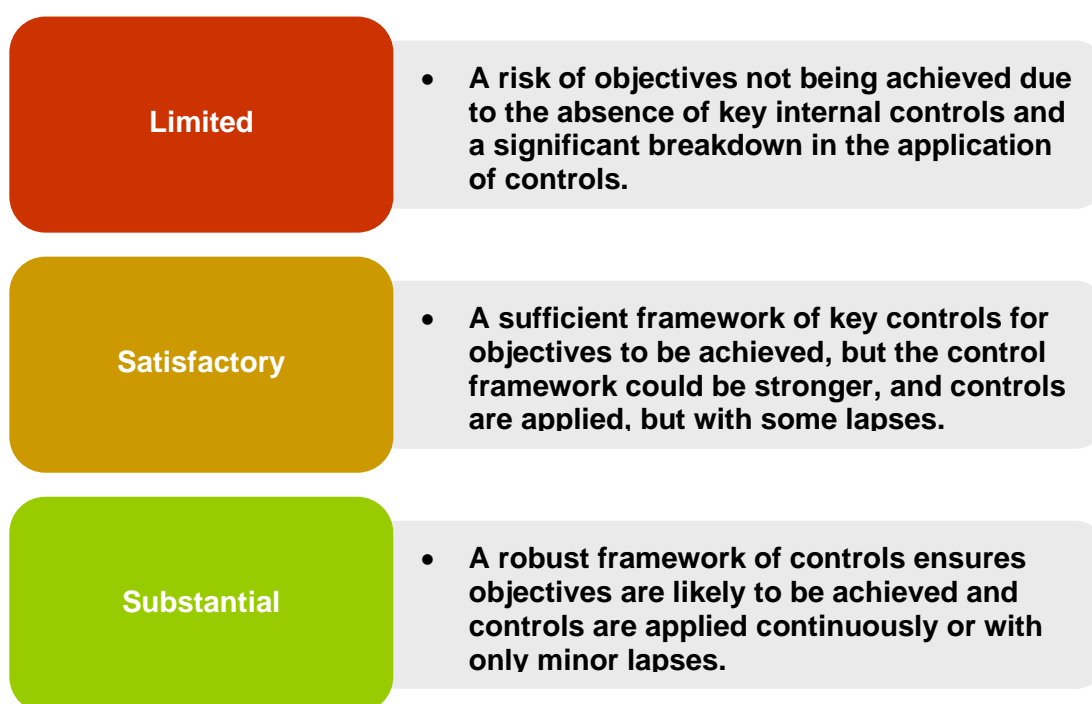 Limited
• A risk of objectives not being achieved due
to the absence of key internal controls and
a significant breakdown in the application
of controls.
Satisfactory
• A sufficient framework of key controls for
objectives to be achieved, but the control
framework could be stronger, and controls
are applied, but with some lapses.
Substantial
• A robust framework of controls ensures
objectives are likely to be achieved and
controls are applied continuously or with
only minor lapses.